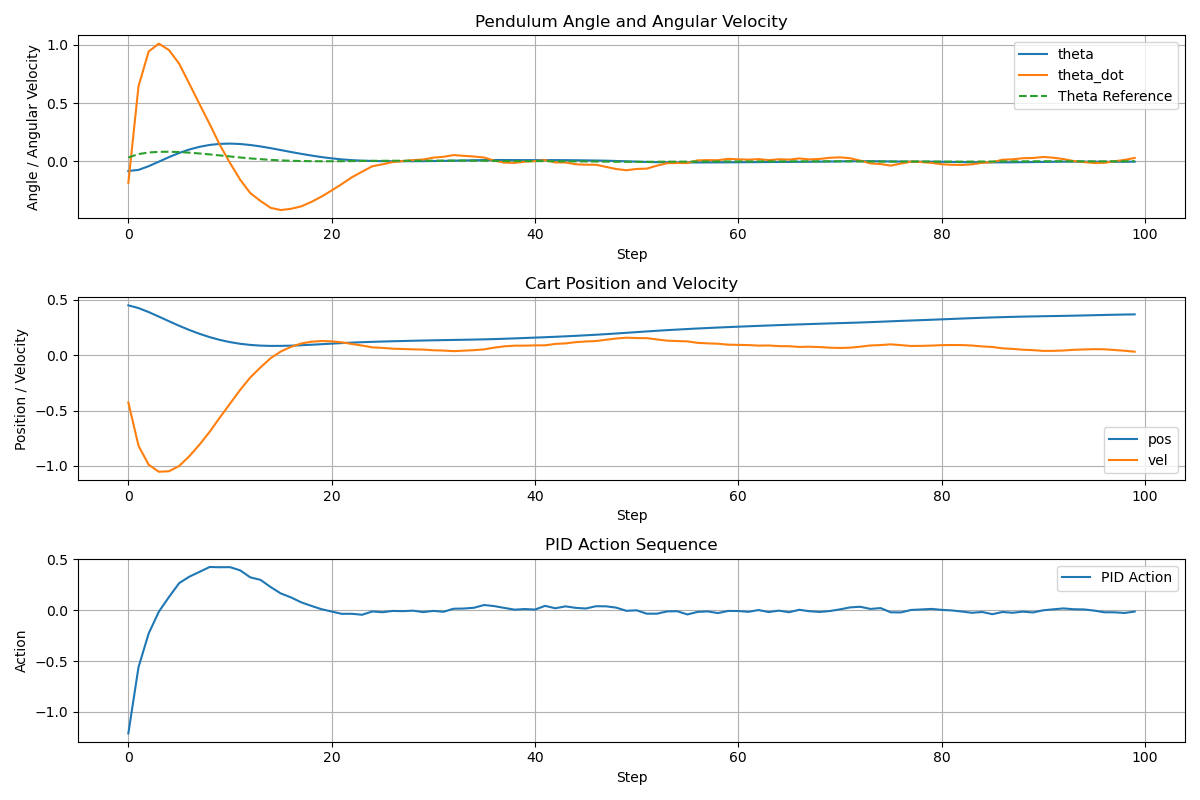 Pendulum Angle and Angular Velocity
Angle / Angular Velocity
1.0
0.5
0.0
theta
theta_dot
Theta Reference
0 20 40 60 80 100
Step
Cart Position and Velocity
Position / Velocity
0.5
0.0
−0.5
−1.0
pos
vel
0 20 40 60 80 100
Step
PID Action Sequence
Action
0.5
0.0
−0.5
−1.0
PID Action
0 20 40 60 80 100
Step